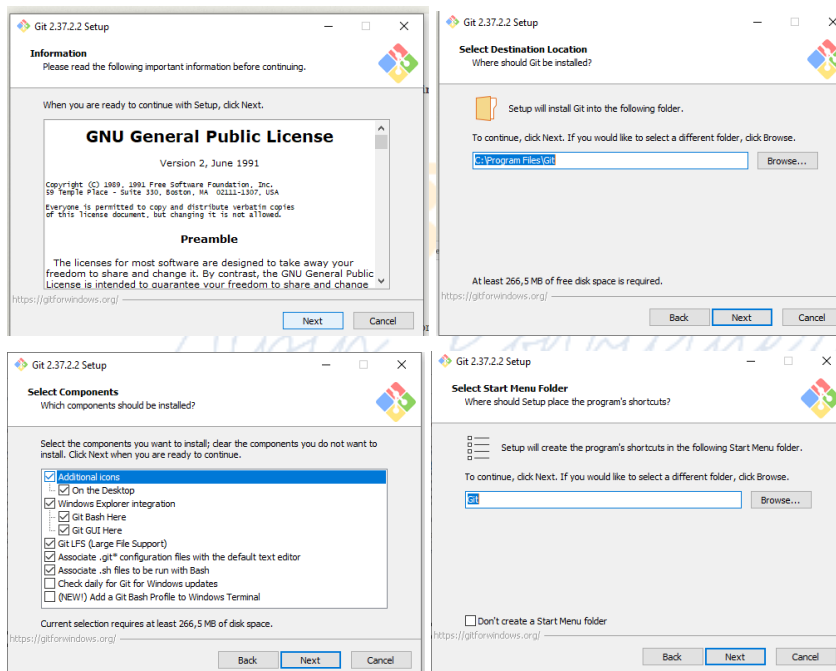 Git 2.37.2.2 Setup
Information
Please read the following important information before continuing.
When you are ready to continue with Setup, click Next.
GNU General Public License
Version 2, June 1991
Copyright (C) 1989, 1991 Free Software Foundation, Inc.
59 Temple Place - Suite 330, Boston, MA 02111-1307, USA
Everyone is permitted to copy and distribute verbatim copies
of this license document, but changing it is not allowed.
Preamble
The licenses for most software are designed to take away your
freedom to share and change it. By contrast, the GNU General Public
License is intended to guarantee your freedom to share and change
https://gitforwindows.org/
Next
Cancel
Git 2.37.2.2 Setup
Select Destination Location
Where should Git be installed?
Setup will install Git into the following folder.
To continue, click Next. If you would like to select a different folder, click Browse.
C:\Program Files\Git
Browse...
At least 266,5 MB of free disk space is required.
https://gitforwindows.org/
Back
Next
Cancel
Git 2.37.2.2 Setup
Select Components
Which components should be installed?
Select the components you want to install; clear the components you do not want to
install. Click Next when you are ready to continue.
Additional icons
On the Desktop
Windows Explorer integration
Git Bash Here
Git GUI Here
Git LFS (Large File Support)
Associate .git* configuration files with the default text editor
Associate .sh files to be run with Bash
Check daily for Git for Windows updates
(NEW!) Add a Git Bash Profile to Windows Terminal
Current selection requires at least 266,5 MB of disk space.
https://gitforwindows.org/
Back
Next
Cancel
Git 2.37.2.2 Setup
Select Start Menu Folder
Where should Setup place the program's shortcuts?
Setup will create the program's shortcuts in the following Start Menu folder.
To continue, click Next. If you would like to select a different folder, click Browse.
Git
Browse...
Don't create a Start Menu folder
https://gitforwindows.org/
Back
Next
Cancel